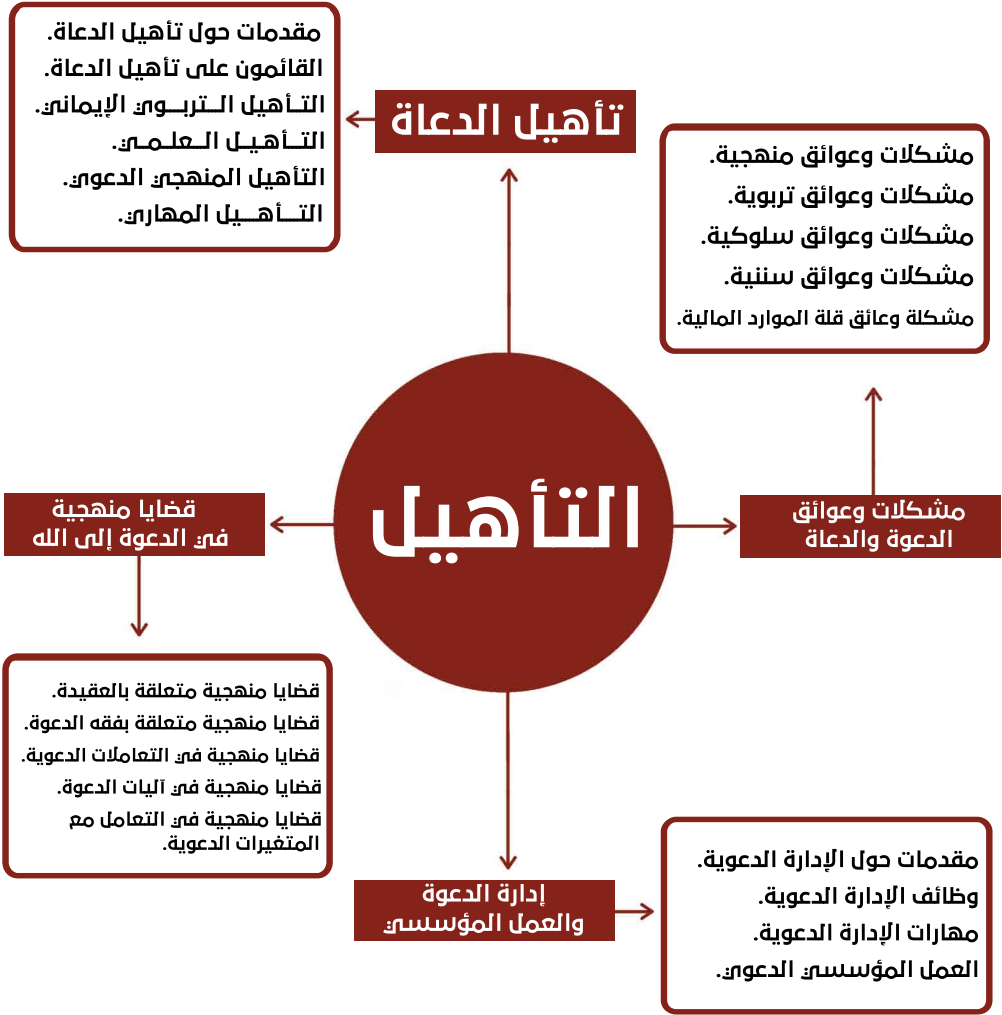 تأهيل الدعاة
مقدمات حول تأهيل الدعاة.
القائمون على تأهيل الدعاة.
التأهيل التربوي الإيماني.
التأهيل العلمي.
التأهيل المنهجي الدعوي.
التأهيل المهاري.
مشكلات وعوائق منهجية.
مشكلات وعوائق تربوية.
مشكلات وعوائق سلوكية.
مشكلات وعوائق سننية.
مشكلة وعائق قلة الموارد المالية.
التأهيل
مشكلات وعوائق
الدعوة والدعاة
قضايا منهجية
في الدعوة إلى الله
قضايا منهجية متعلقة بالعقيدة.
قضايا منهجية متعلقة بفقه الدعوة.
قضايا منهجية في التعاملات الدعوية.
قضايا منهجية في آليات الدعوة.
قضايا منهجية في التعامل مع
المتغيرات الدعوية.
إدارة الدعوة
والعمل المؤسسي
مقدمات حول الإدارة الدعوية.
وظائف الإدارة الدعوية.
مهارات الإدارة الدعوية.
العمل المؤسسي الدعوي.